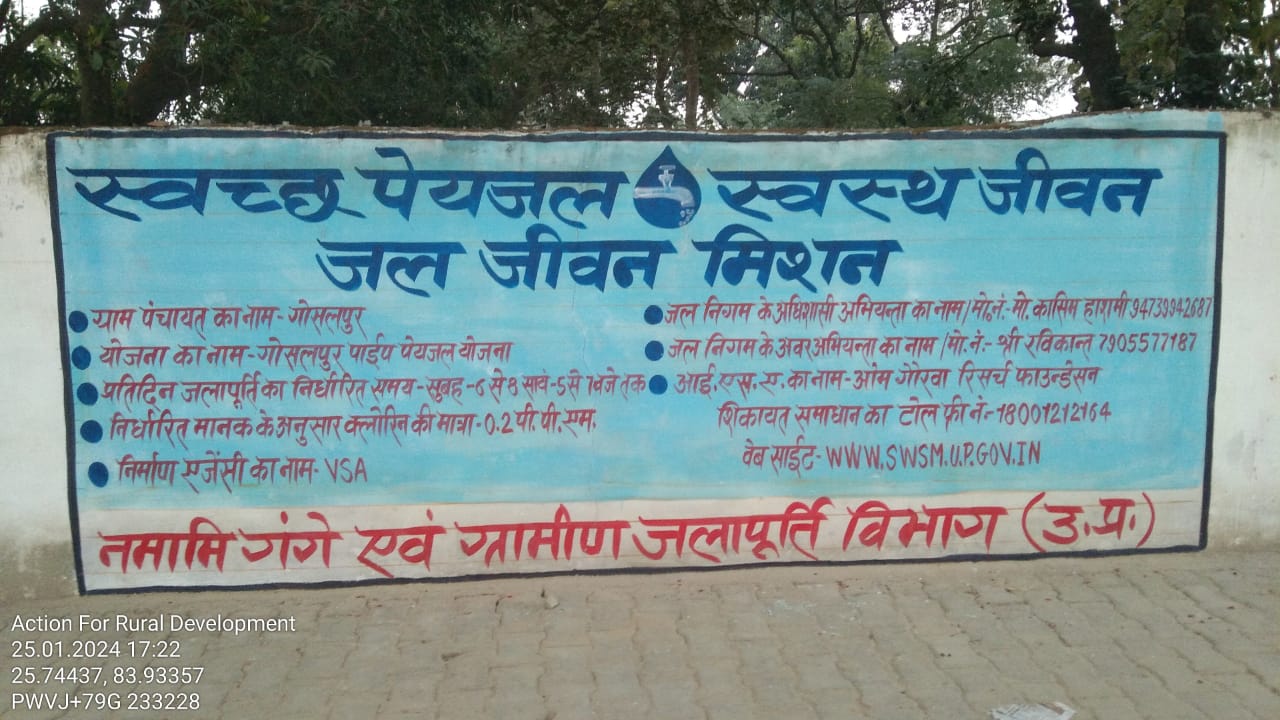 स्वच्छ पेयजल स्वस्थ जीवन
जल जीवन मिशन
ग्राम पंचायत का नाम- गोसलपुर
योजना का नाम-गोसलपुर पाईप पेयजल योजना
प्रतिदिन जलापूर्ति का निर्धारित समय-सुबह-6 से 8 सायं-5 से 7 बजे तक
निर्धारित मानक के अनुसार क्लोरिन की मात्रा-0.2 पी.पी.एम.
निर्माण एजेंसी का नाम- VSA
जल निगम के अधिशासी अभियन्ता का नाम/मो.नं.-मो. कासिम हाशमी 9473994268७
जल निगम के अवर अभियन्ता का नाम/मो.नं.- श्री रविकान्त 7905577187
आई.एस.ए. का नाम-ओम गौरवा रिसर्च फाउन्डेसन
शिकायत समाधान का टोल फ्री नं.-18001212164
वेब साईट- WWW.SWSM.U.P.GOV.IN
नमामि गंगे एवं ग्रामीण जलापूर्ति विभाग (उ.प्र.)
Action For Rural Development
25.01.2024 17:22
25.74437, 83.93357
PWVJ+79G 233228